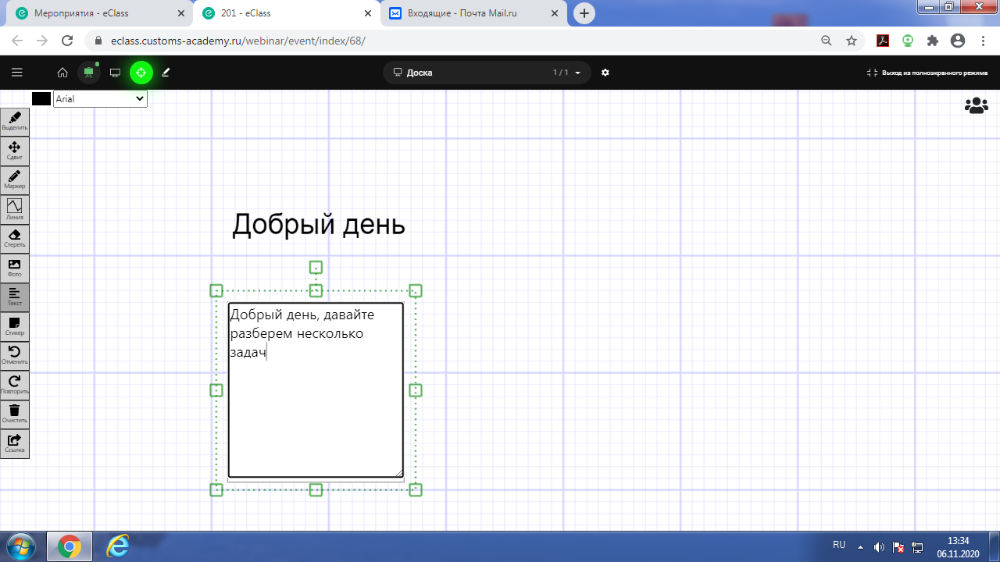 Мероприятия - eClass
201 - eClass
Входящие - Почта Mail.ru
eclass.customs-academy.ru/webinar/event/index/68/
Доска
1 / 1
Выход из полноэкранного режима
Arial
Выделить
Сдвиг
Маркер
Линия
Стереть
Фото
Текст
Стикер
Отменить
Повторить
Очистить
Ссылка
Добрый день
Добрый день, давайте
разберем несколько
задач
RU
13:34
06.11.2020